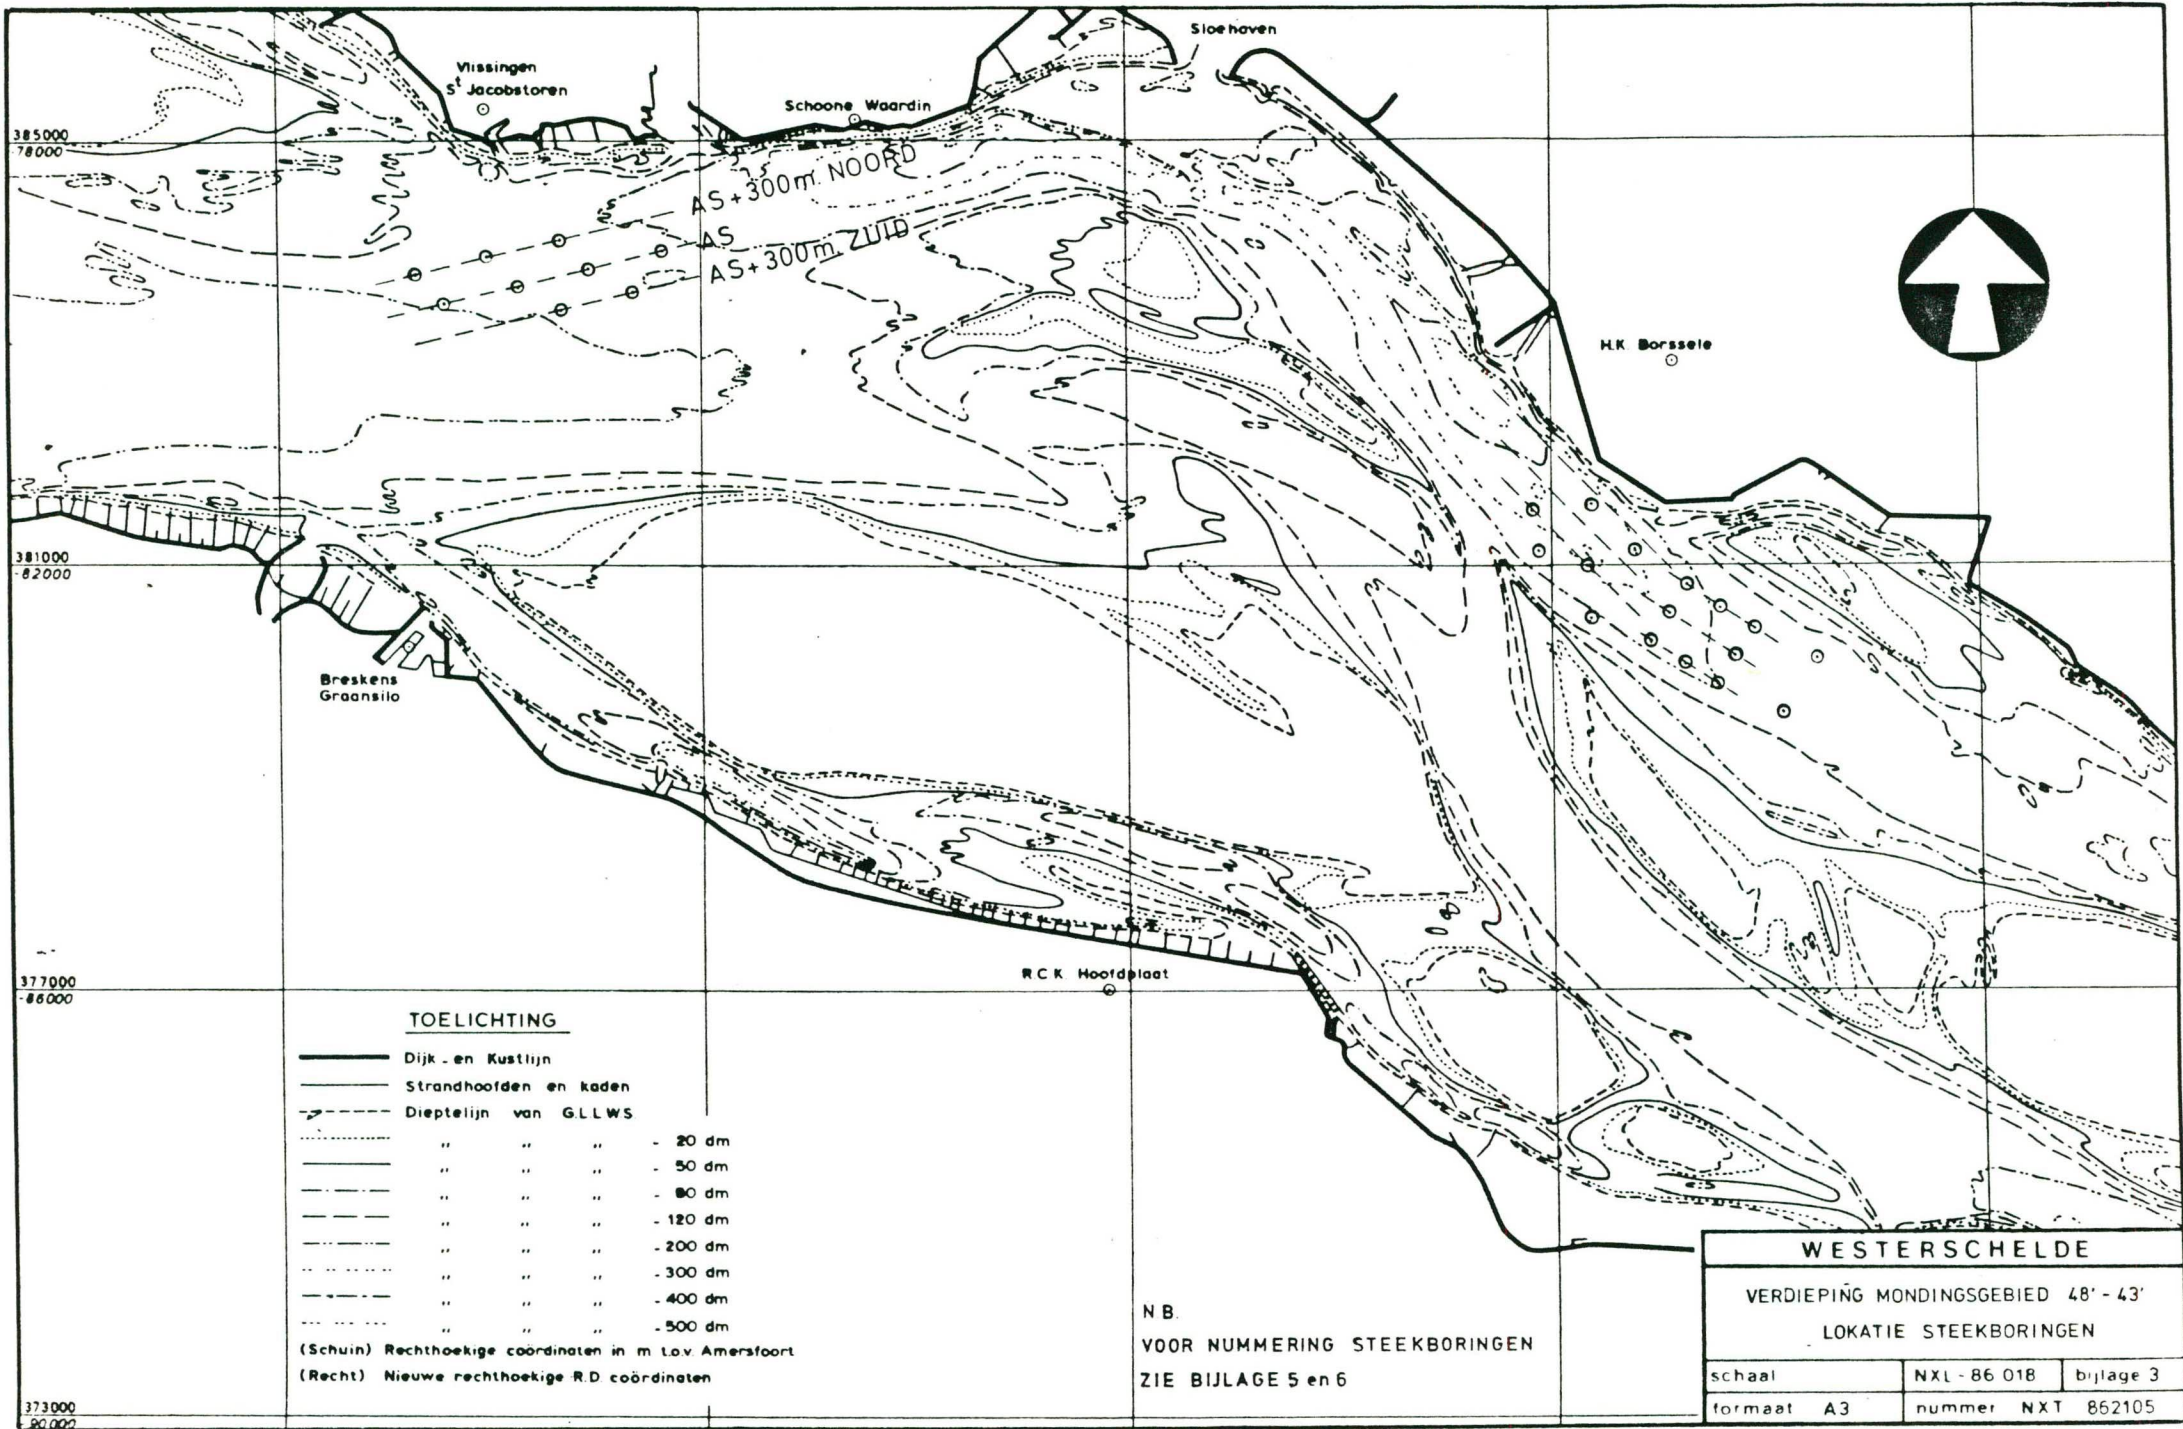 Sloehaven
Vlissingen
St Jacobstoren
Schoone Waardin
385000
-78000
AS+300m. NOORD
AS
AS+300m. ZUID
H.K. Borssele
381000
-82000
Breskens
Graansilo
R C K. Hoofdplaat
377000
-86000
TOELICHTING
Dijk - en Kustlijn
Strandhoofden en kaden
Dieptelijn van G.L.L.W.S
,, ,, ,, - 20 dm
,, ,, ,, - 50 dm
,, ,, ,, - 80 dm
,, ,, ,, - 120 dm
,, ,, ,, - 200 dm
,, ,, ,, - 300 dm
,, ,, ,, - 400 dm
,, ,, ,, - 500 dm
(Schuin) Rechthoekige coördinaten in m t.o.v. Amersfoort
(Recht) Nieuwe rechthoekige R.D. coördinaten
373000
-90000
N B.
VOOR NUMMERING STEEKBORINGEN
ZIE BIJLAGE 5 en 6
WESTERSCHELDE
VERDIEPING MONDINGSGEBIED 48' - 43'
LOKATIE STEEKBORINGEN
schaal NXL - 86 018 bijlage 3
formaat A3 nummer NXT 862105